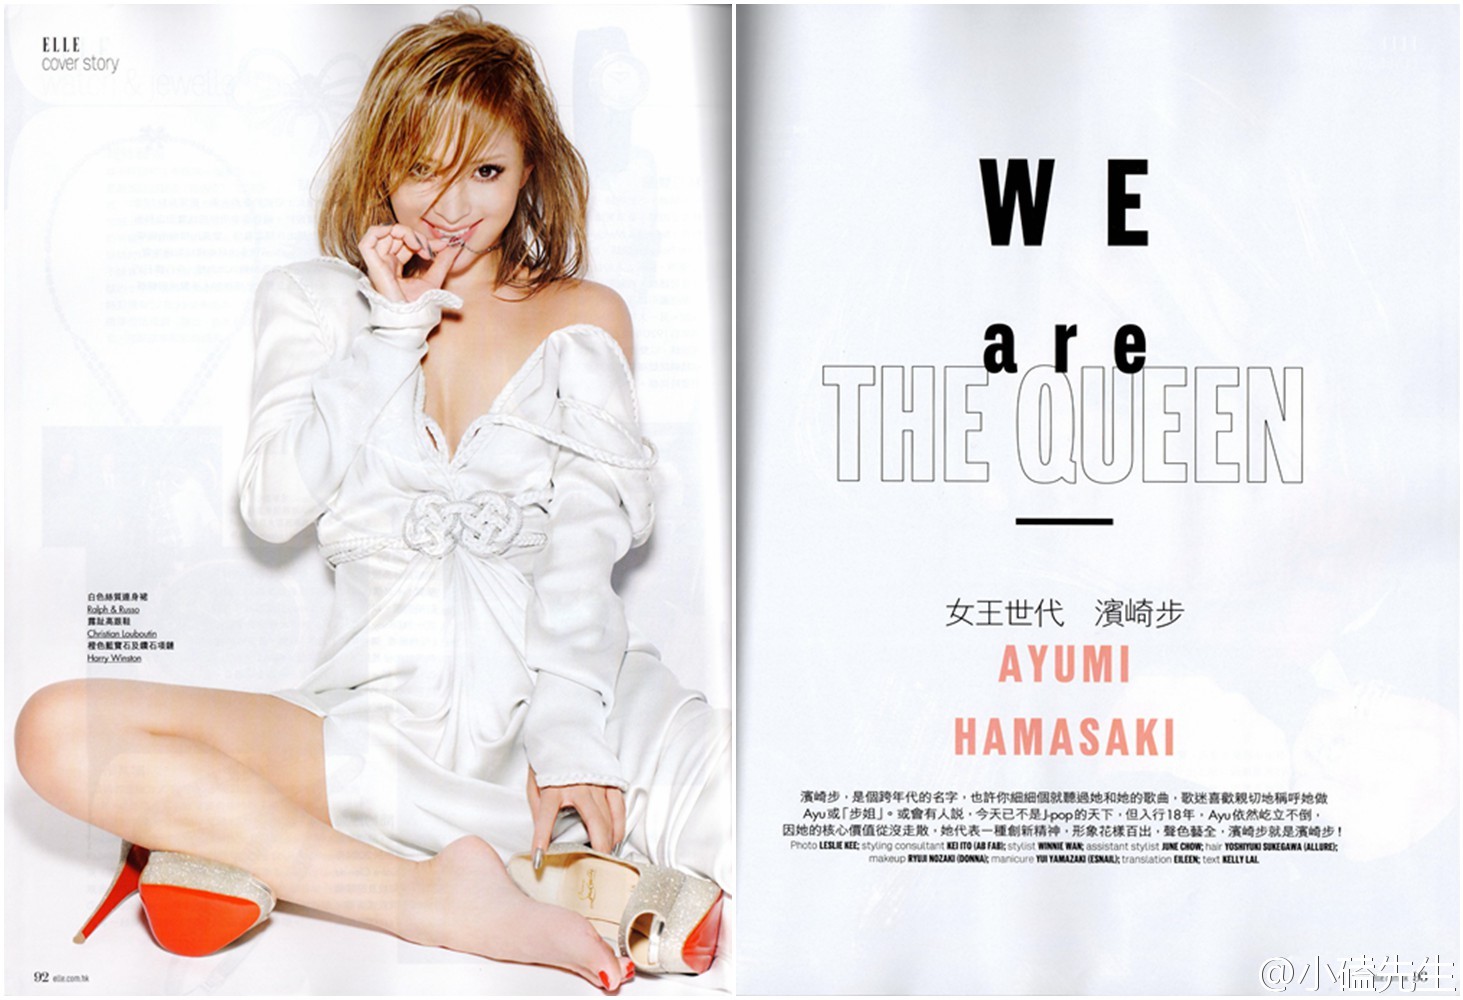 ELLE
cover story
白色絲質連身裙
Ralph & Russo
露趾高跟鞋
Christian Louboutin
橙色藍寶石及鑽石項鏈
Harry Winston
92 elle.com.hk
WE
are
THE QUEEN
女王世代 濱崎步
AYUMI
HAMASAKI
濱崎步，是個跨年代的名字，也許你細細個就聽過她和她的歌曲，歌迷喜歡親切地稱呼她做
Ayu或「步姐」。或會有人説，今天已不是J-pop的天下，但入行18年，Ayu依然屹立不倒，
因她的核心價值從沒走散，她代表一種創新精神，形象花樣百出，聲色藝全，濱崎步就是濱崎步！
Photo LESLIE KEE; styling consultant KEI ITO (AB FAB); stylist WINNIE WAN; assistant stylist JUNE CHOW; hair YOSHIYUKI SUKEGAWA (ALLURE);
makeup RYUJI NOZAKI (DONNA); manicure YUI YAMAZAKI (ESNAIL); translation EILEEN; text KELLY LAI.
93
@小磕先生